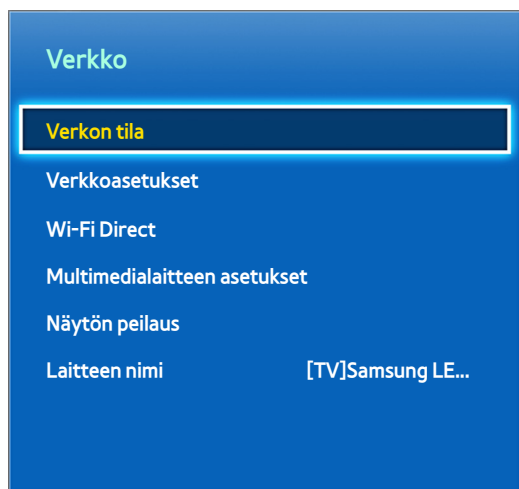 Verkko
Verkon tila
Verkkoasetukset
Wi-Fi Direct
Multimedialaitteen asetukset
Näytön peilaus
Laitteen nimi [TV]Samsung LE...